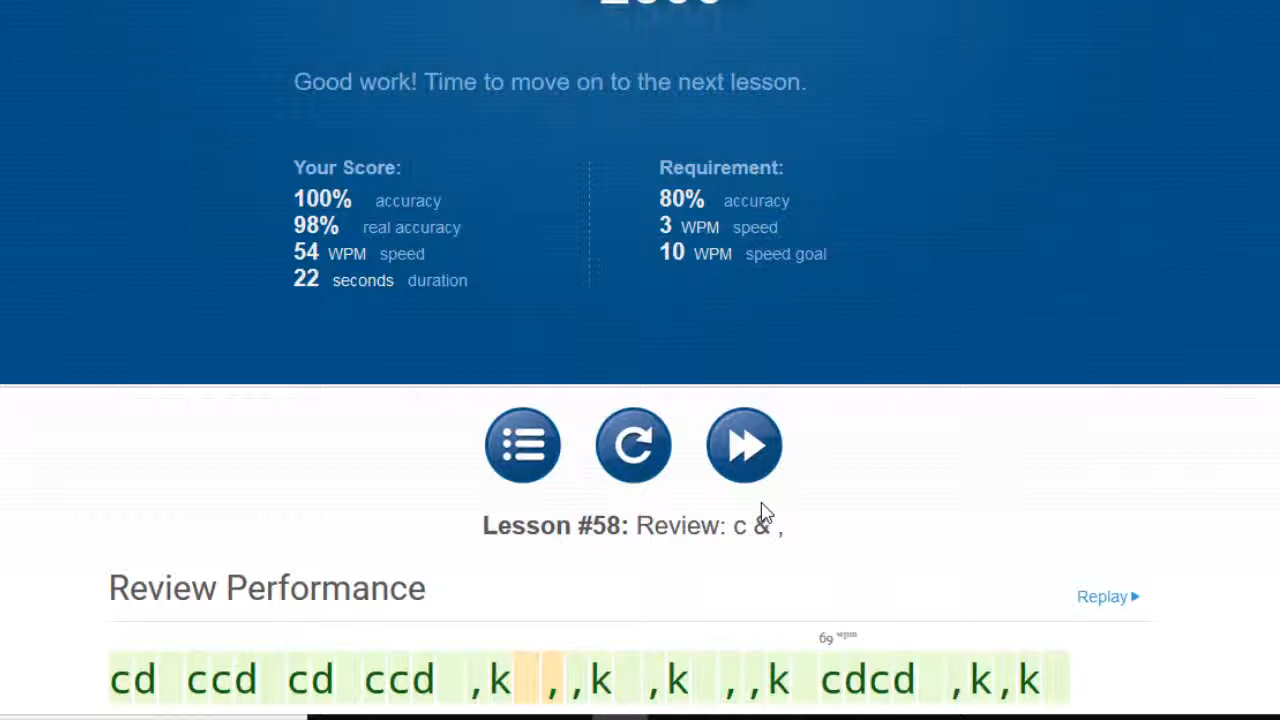 Good work! Time to move on to the next lesson.
Your Score:
100% accuracy
98% real accuracy
54 WPM speed
22 seconds duration
Requirement:
80% accuracy
3 WPM speed
10 WPM speed goal
Lesson #58: Review: c & ,
Review Performance
Replay
69 wpm
cd ccd cd ccd ,k ,,k ,k ,,k cdcd ,k,k